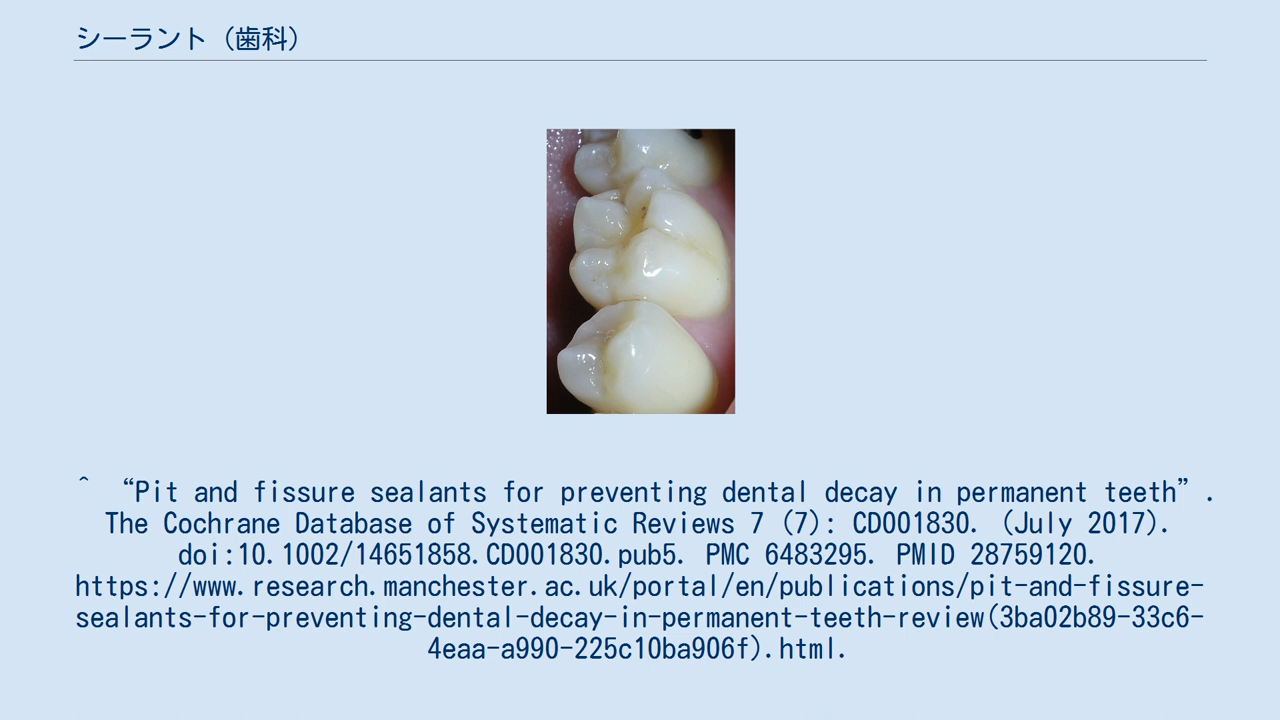 シーラント（歯科）
^ “Pit and fissure sealants for preventing dental decay in permanent teeth”.
The Cochrane Database of Systematic Reviews 7 (7): CD001830. (July 2017).
doi:10.1002/14651858.CD001830.pub5. PMC 6483295. PMID 28759120.
https://www.research.manchester.ac.uk/portal/en/publications/pit-and-fissure-
sealants-for-preventing-dental-decay-in-permanent-teeth-review(3ba02b89-33c6-
4eaa-a990-225c10ba906f).html.